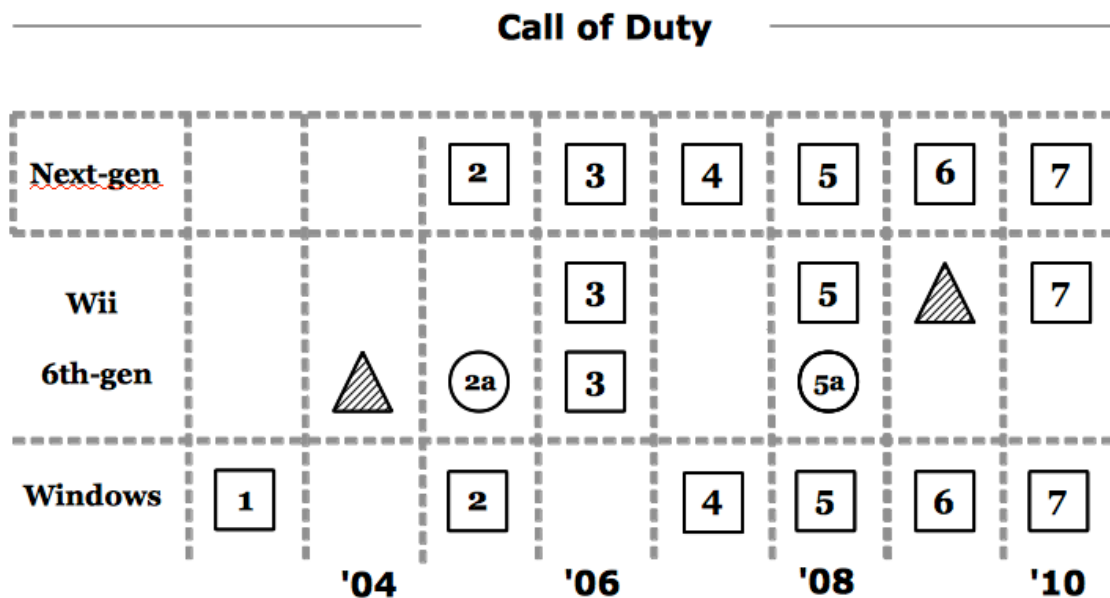 Call of Duty
Next-gen 2 3 4 5 6 7
Wii 3 5 7
6th-gen 2a 3 5a
Windows 1 2 4 5 6 7
'04 '06 '08 '10